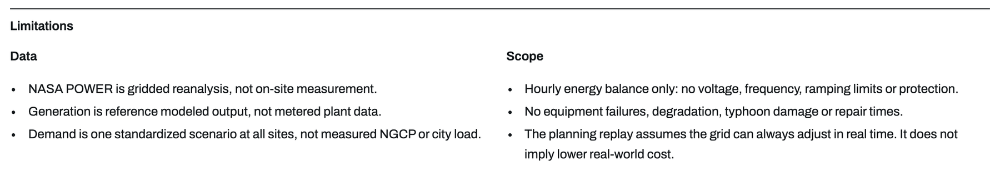 Limitations
Data
• NASA POWER is gridded reanalysis, not on-site measurement.
• Generation is reference modeled output, not metered plant data.
• Demand is one standardized scenario at all sites, not measured NGCP or city load.
Scope
• Hourly energy balance only: no voltage, frequency, ramping limits or protection.
• No equipment failures, degradation, typhoon damage or repair times.
• The planning replay assumes the grid can always adjust in real time. It does not
imply lower real-world cost.